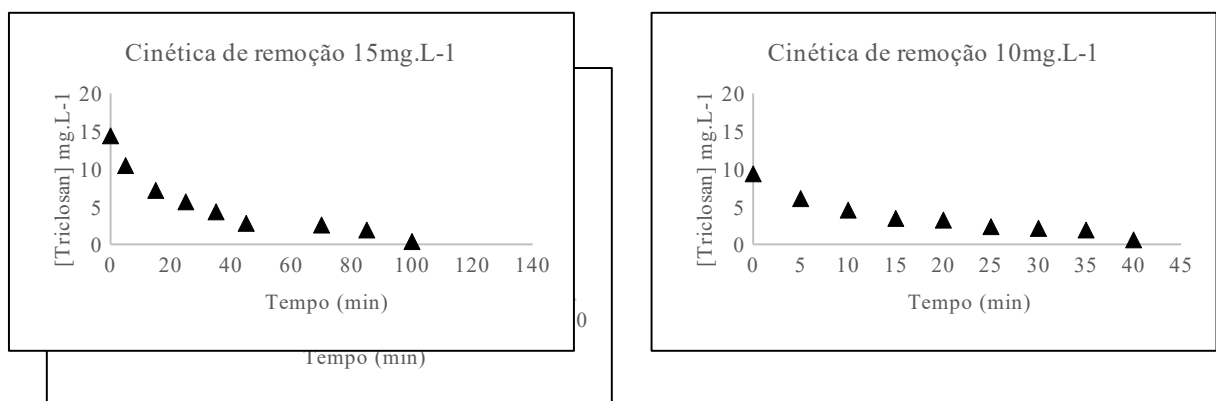 Cinética de remoção 15mg.L-1
[Triclosan] mg.L-1
20
15
10
5
0
0 20 40 60 80 100 120 140
Tempo (min)
0
Tempo (min)
Cinética de remoção 10mg.L-1
[Triclosan] mg.L-1
20
15
10
5
0
0 5 10 15 20 25 30 35 40 45
Tempo (min)